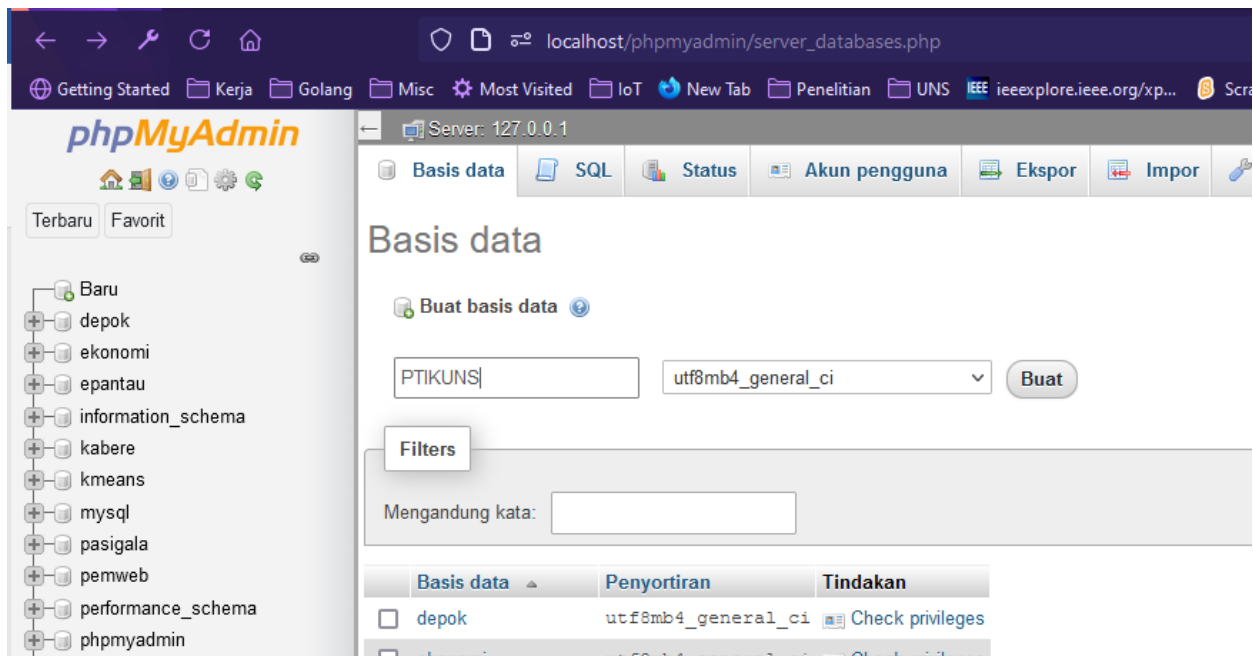 localhost/phpmyadmin/server_databases.php
Getting Started Kerja Golang Misc Most Visited IoT New Tab Penelitian UNS IEEE ieeexplore.ieee.org/xp... Scra
phpMyAdmin
Terbaru Favorit
Baru
depok
ekonomi
epantau
information_schema
kabere
kmeans
mysql
pasigala
pemweb
performance_schema
phpmyadmin
Server: 127.0.0.1
Basis data SQL Status Akun pengguna Ekspor Impor
Basis data
Buat basis data
PTIKUNS utf8mb4_general_ci Buat
Filters
Mengandung kata:
Basis data Penyortiran Tindakan
depok utf8mb4_general_ci Check privileges